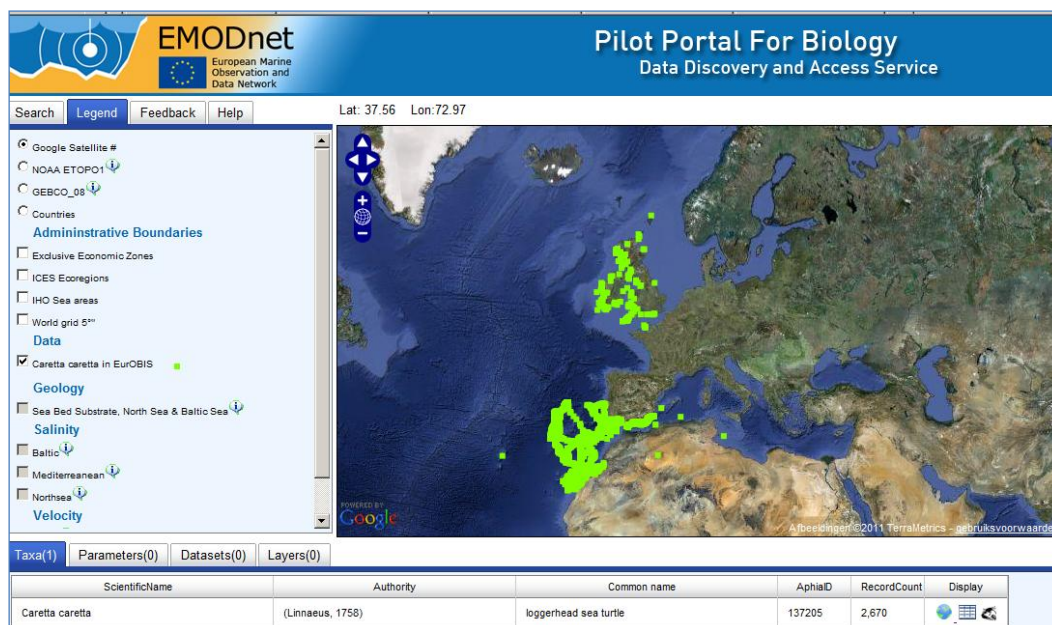 EMODnet
European Marine
Observation and
Data Network
Pilot Portal For Biology
Data Discovery and Access Service
Search Legend Feedback Help
Lat: 37.56 Lon:72.97
Google Satellite #
NOAA ETOPO1
GEBCO_08
Countries
Admininstrative Boundaries
Exclusive Economic Zones
ICES Ecoregions
IHO Sea areas
World grid 5°"
Data
Caretta caretta in EurOBIS
Geology
Sea Bed Substrate, North Sea & Baltic Sea
Salinity
Baltic
Mediterreanean
Northsea
Velocity
POWERED BY
Google
Afbeeldingen ©2011 TerraMetrics - gebruiksvoorwaarde
Taxa(1) Parameters(0) Datasets(0) Layers(0)
ScientificName Authority Common name AphiaID RecordCount Display
Caretta caretta (Linnaeus, 1758) loggerhead sea turtle 137205 2,670